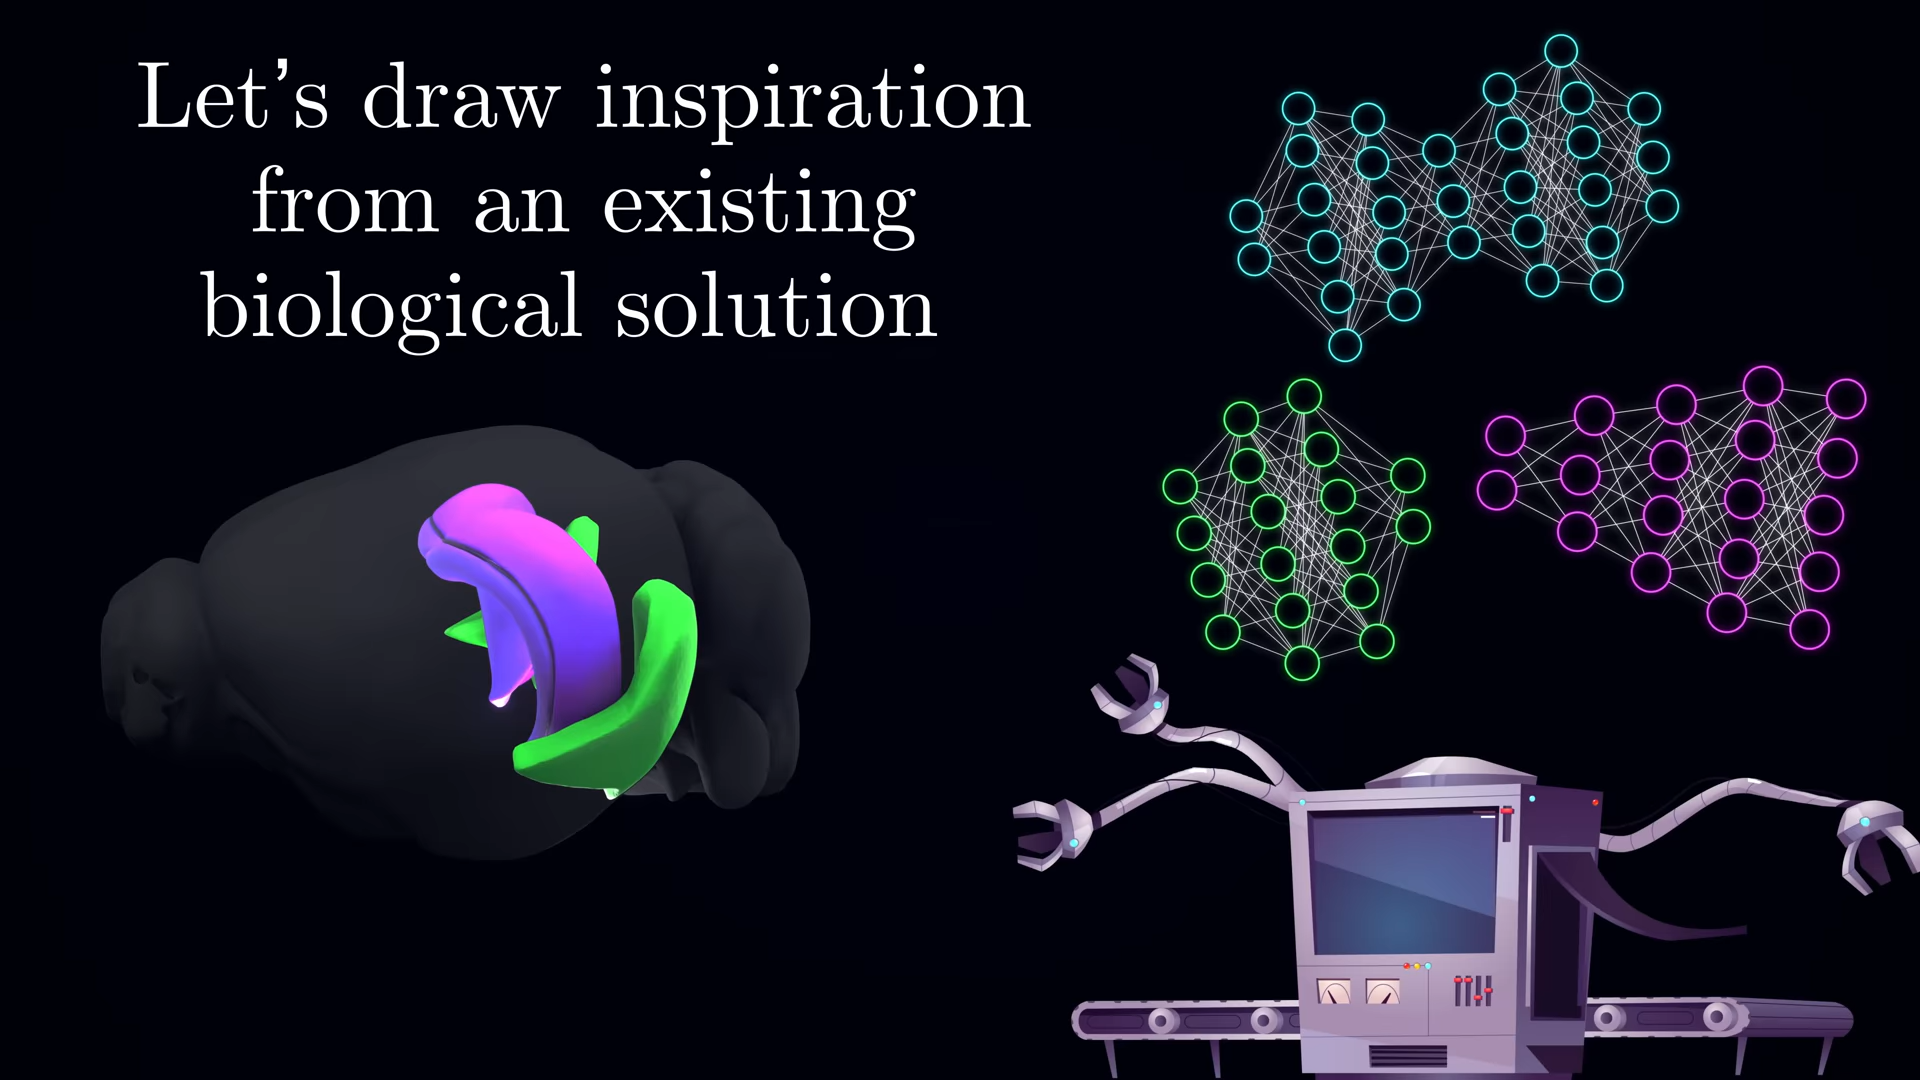 Let’s draw inspiration
from an existing
biological solution